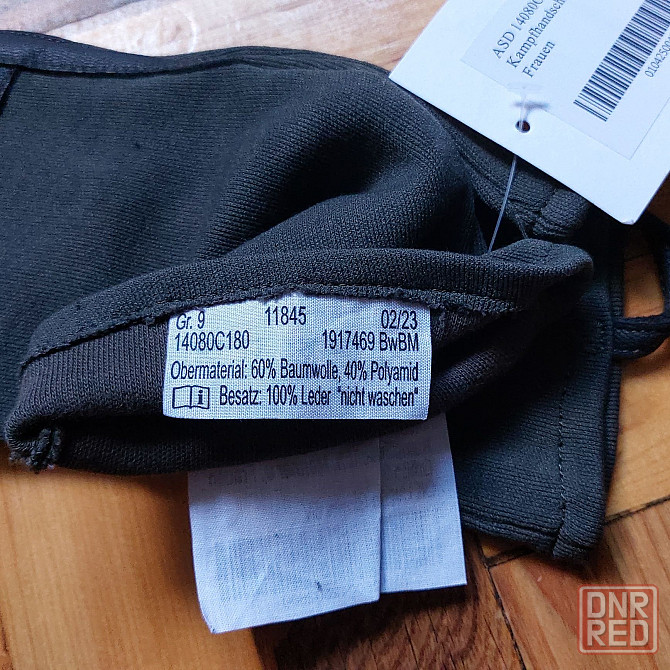 ASD 14080C
Kampfhandsch
Frauen
Gr. 9 11845 02/23
14080C180 1917469 BwBM
Obermaterial: 60% Baumwolle, 40% Polyamid
Besatz: 100% Leder "nicht waschen"
DNR
RED